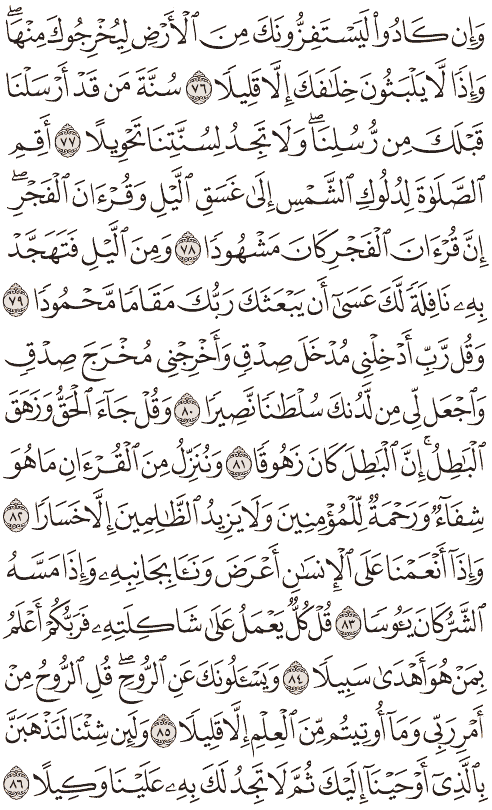 وَإِن كَادُوا۟ لَيَسْتَفِزُّونَكَ مِنَ ٱلْأَرْضِ لِيُخْرِجُوكَ مِنْهَا ۖ
وَإِذًا لَّا يَلْبَثُونَ خِلَٰفَكَ إِلَّا قَلِيلًا ٧٦ سُنَّةَ مَن قَدْ أَرْسَلْنَا
قَبْلَكَ مِن رُّسُلِنَا ۖ وَلَا تَجِدُ لِسُنَّتِنَا تَحْوِيلًا ٧٧ أَقِمِ
ٱلصَّلَوٰةَ لِدُلُوكِ ٱلشَّمْسِ إِلَىٰ غَسَقِ ٱلَّيْلِ وَقُرْءَانَ ٱلْفَجْرِ ۖ
إِنَّ قُرْءَانَ ٱلْفَجْرِ كَانَ مَشْهُودًا ٧٨ وَمِنَ ٱلَّيْلِ فَتَهَجَّدْ
بِهِۦ نَافِلَةً لَّكَ عَسَىٰٓ أَن يَبْعَثَكَ رَبُّكَ مَقَامًا مَّحْمُودًا ٧٩
وَقُل رَّبِّ أَدْخِلْنِى مُدْخَلَ صِدْقٍ وَأَخْرِجْنِى مُخْرَجَ صِدْقٍ
وَٱجْعَل لِّى مِن لَّدُنكَ سُلْطَٰنًا نَّصِيرًا ٨٠ وَقُلْ جَآءَ ٱلْحَقُّ وَزَهَقَ
ٱلْبَٰطِلُ ۚ إِنَّ ٱلْبَٰطِلَ كَانَ زَهُوقًا ٨١ وَنُنَزِّلُ مِنَ ٱلْقُرْءَانِ مَا هُوَ
شِفَآءٌ وَرَحْمَةٌ لِّلْمُؤْمِنِينَ وَلَا يَزِيدُ ٱلظَّٰلِمِينَ إِلَّا خَسَارًا ٨٢
وَإِذَآ أَنْعَمْنَا عَلَى ٱلْإِنسَٰنِ أَعْرَضَ وَنَـَٔا بِجَانِبِهِۦ وَإِذَا مَسَّهُ
ٱلشَّرُّ كَانَ يَـُٔوسًا ٨٣ قُلْ كُلٌّ يَعْمَلُ عَلَىٰ شَاكِلَتِهِۦ فَرَبُّكُمْ أَعْلَمُ
بِمَنْ هُوَ أَهْدَىٰ سَبِيلًا ٨٤ وَيَسْـَٔلُونَكَ عَنِ ٱلرُّوحِ ۖ قُلِ ٱلرُّوحُ مِنْ
أَمْرِ رَبِّى وَمَآ أُوتِيتُم مِّنَ ٱلْعِلْمِ إِلَّا قَلِيلًا ٨٥ وَلَئِن شِئْنَا لَنَذْهَبَنَّ
بِٱلَّذِىٓ أَوْحَيْنَآ إِلَيْكَ ثُمَّ لَا تَجِدُ لَكَ بِهِۦ عَلَيْنَا وَكِيلًا ٨٦